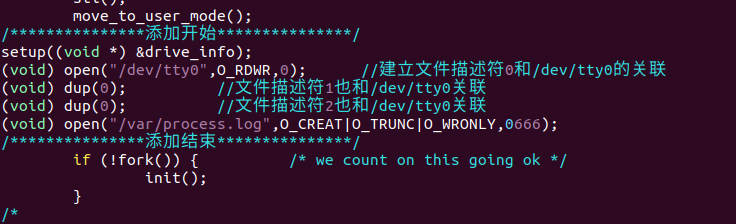 move_to_user_mode();
/***************添加开始***************/
setup((void *) &drive_info);
(void) open("/dev/tty0",O_RDWR,0); //建立文件描述符0和/dev/tty0的关联
(void) dup(0); //文件描述符1也和/dev/tty0关联
(void) dup(0); //文件描述符2也和/dev/tty0关联
(void) open("/var/process.log",O_CREAT|O_TRUNC|O_WRONLY,0666);
/***************添加结束***************/
if (!fork()) { /* we count on this going ok */
init();
}
/*